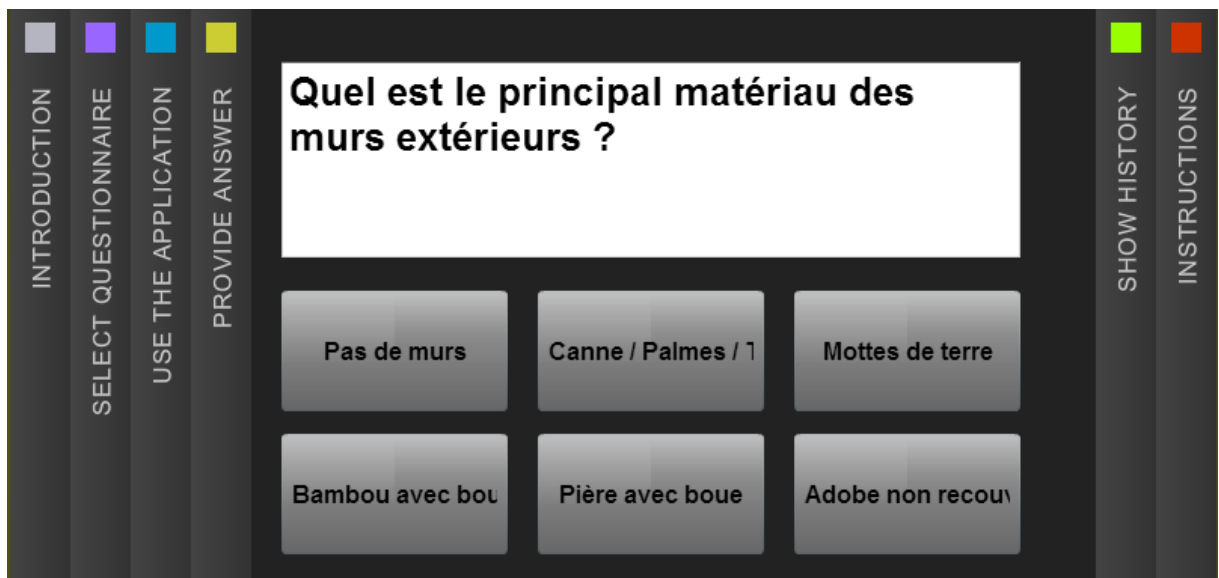 INTRODUCTION
SELECT QUESTIONNAIRE
USE THE APPLICATION
PROVIDE ANSWER
Quel est le principal matériau des
murs extérieurs ?
Pas de murs
Canne / Palmes /
Mottes de terre
Bambou avec bou
Pière avec boue
Adobe non recouv
SHOW HISTORY
INSTRUCTIONS